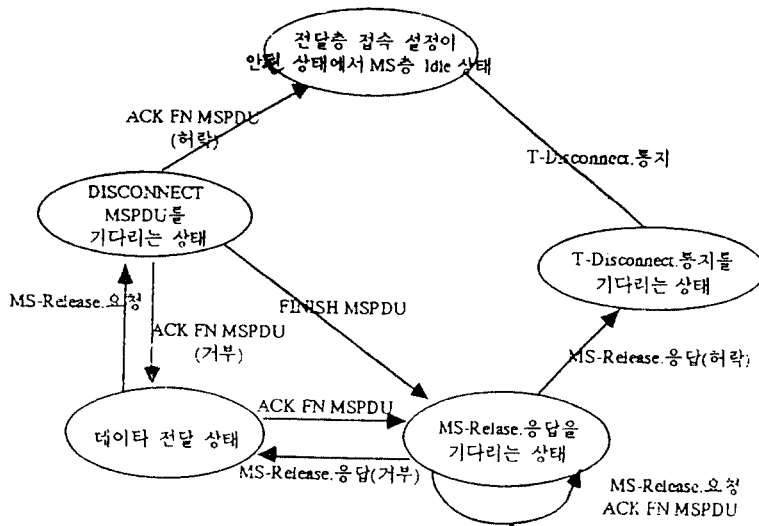 전달층 접속 설정이
안된 상태에서 MS층 Idle 상태
ACK FN MSPDU
(허락)
T-Disconnect.통지
DISCONNECT
MSPDU를
기다리는 상태
T-Disconnect.통지를
기다리는 상태
MS-Release.요청
FINISH MSPDU
ACK FN MSPDU
(거부)
MS-Release.응답(허락)
ACK FN MSPDU
데이타 전달 상태
MS-Relase.응답을
기다리는 상태
MS-Release.응답(거부)
MS-Release.요청
ACK FN MSPDU